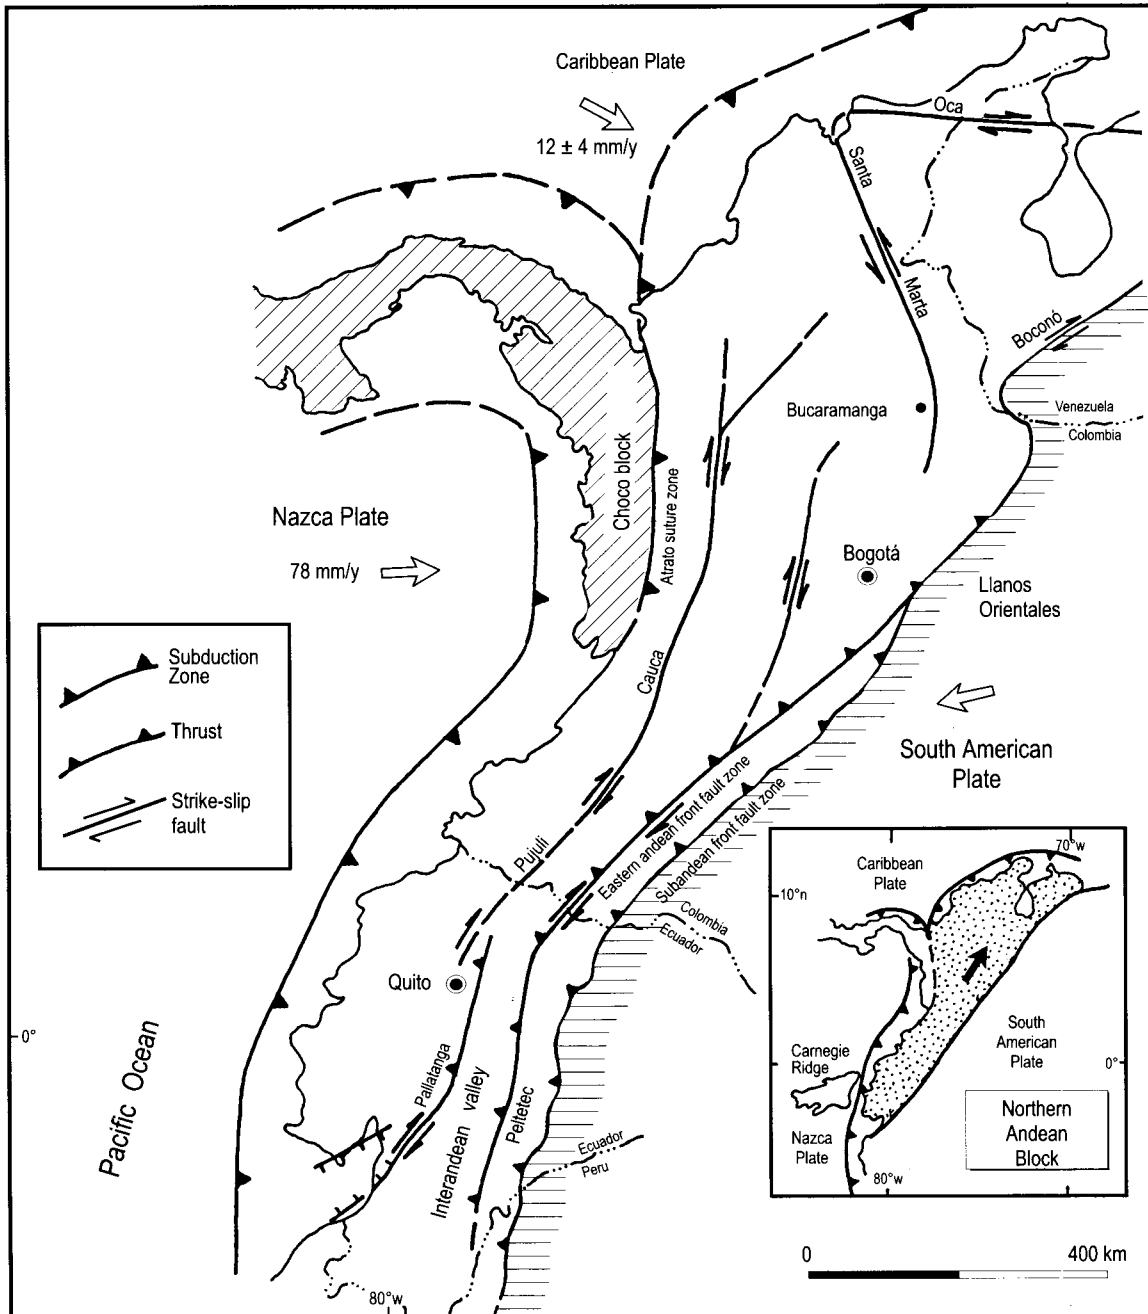 Caribbean Plate
12 ± 4 mm/y
Oca
Santa
Marta
Boconó
Bucaramanga
Venezuela
Colombia
Choco block
Atrato suture zone
Nazca Plate
78 mm/y
Bogotá
Llanos
Orientales
Subduction
Zone
Thrust
Strike-slip
fault
Cauca
South American
Plate
Eastern andean front fault zone
Subandean front fault zone
Pujuli
Colombia
Ecuador
Quito
0°
Pacific Ocean
Pallatanga
Interandean valley
Peltetec
Ecuador
Peru
80°w
70°w
Caribbean
Plate
10°n
South
American
Plate
Carnegie
Ridge
0°
Nazca
Plate
Northern
Andean
Block
80°w
0
400 km